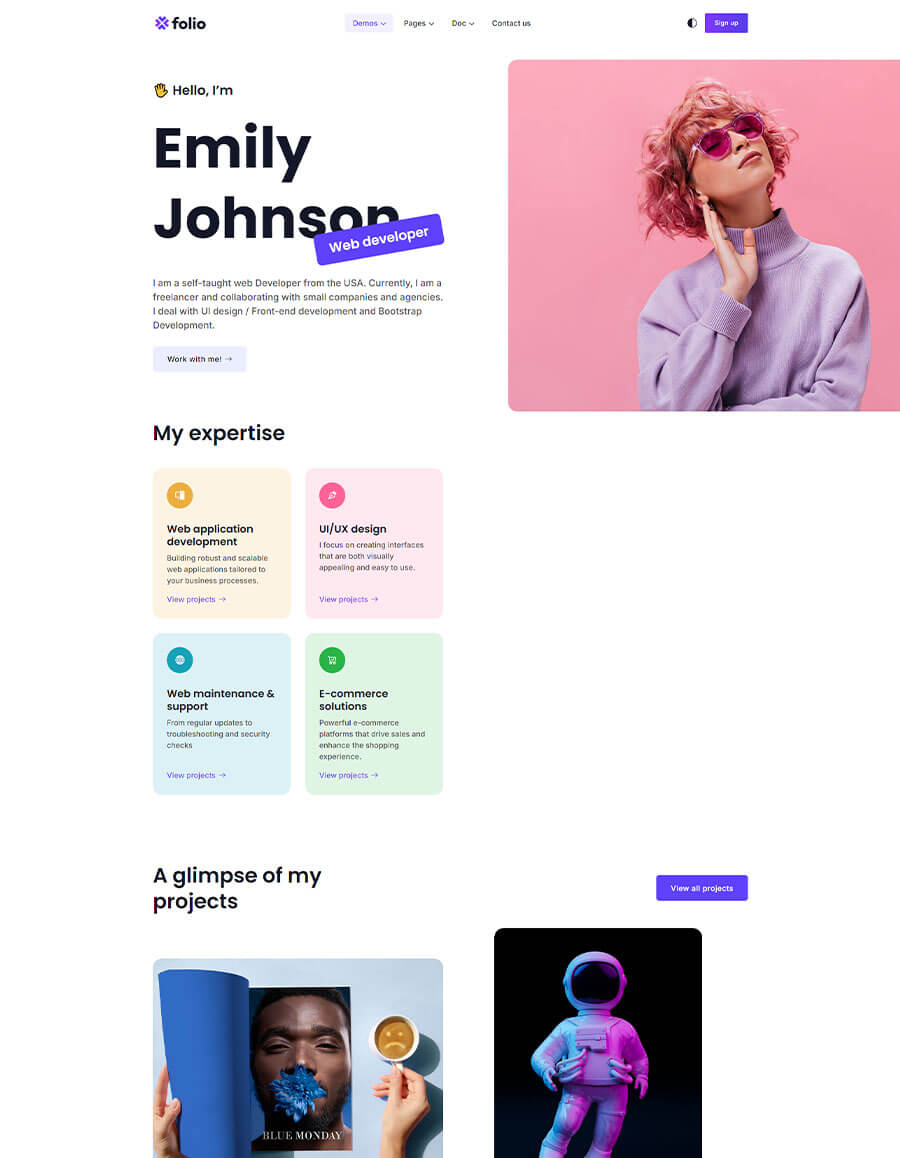 folio
Demos
Pages
Doc
Contact us
Sign up
Hello, I'm
Emily
Johnson
Web developer
I am a self-taught web Developer from the USA. Currently, I am a
freelancer and collaborating with small companies and agencies.
I deal with UI design / Front-end development and Bootstrap
Development.
Work with me! →
My expertise
Web application
development
Building robust and scalable
web applications tailored to
your business processes.
View projects →
UI/UX design
I focus on creating interfaces
that are both visually
appealing and easy to use.
View projects →
Web maintenance &
support
From regular updates to
troubleshooting and security
checks
View projects →
E-commerce
solutions
Powerful e-commerce
platforms that drive sales and
enhance the shopping
experience.
View projects →
A glimpse of my
projects
View all projects
BLUE MONDAY